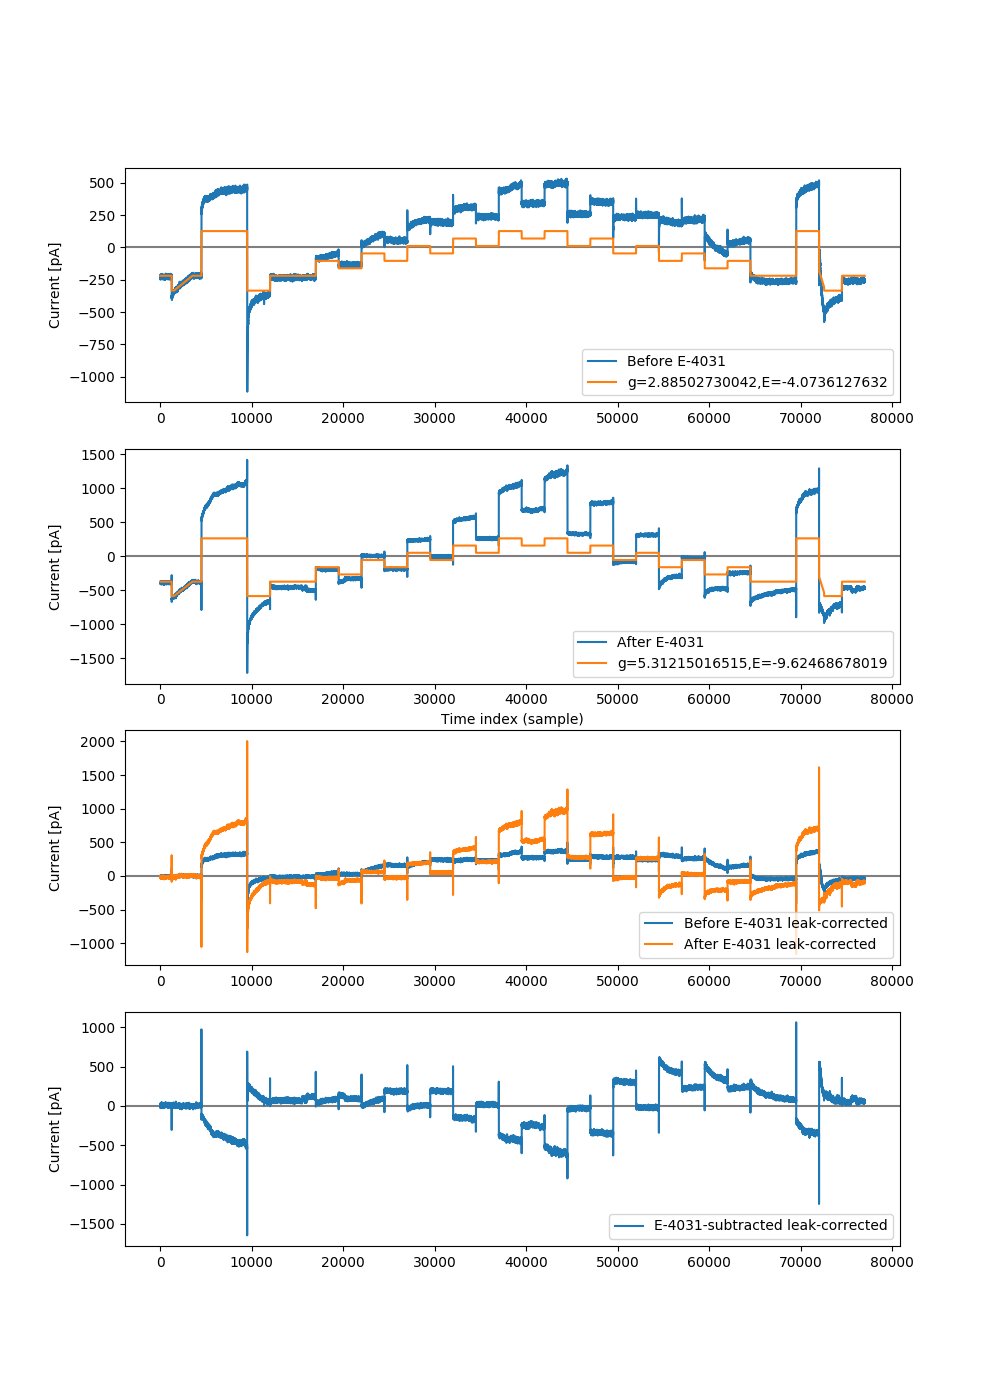 Current [pA]
500
250
0
−250
−500
−750
−1000
0 10000 20000 30000 40000 50000 60000 70000 80000
Before E-4031
g=2.88502730042,E=-4.0736127632
Current [pA]
1500
1000
500
0
−500
−1000
−1500
0 10000 20000 30000 40000 50000 60000 70000 80000
After E-4031
g=5.31215016515,E=-9.62468678019
Time index (sample)
Current [pA]
2000
1500
1000
500
0
−500
−1000
0 10000 20000 30000 40000 50000 60000 70000 80000
Before E-4031 leak-corrected
After E-4031 leak-corrected
Current [pA]
1000
500
0
−500
−1000
−1500
0 10000 20000 30000 40000 50000 60000 70000 80000
E-4031-subtracted leak-corrected